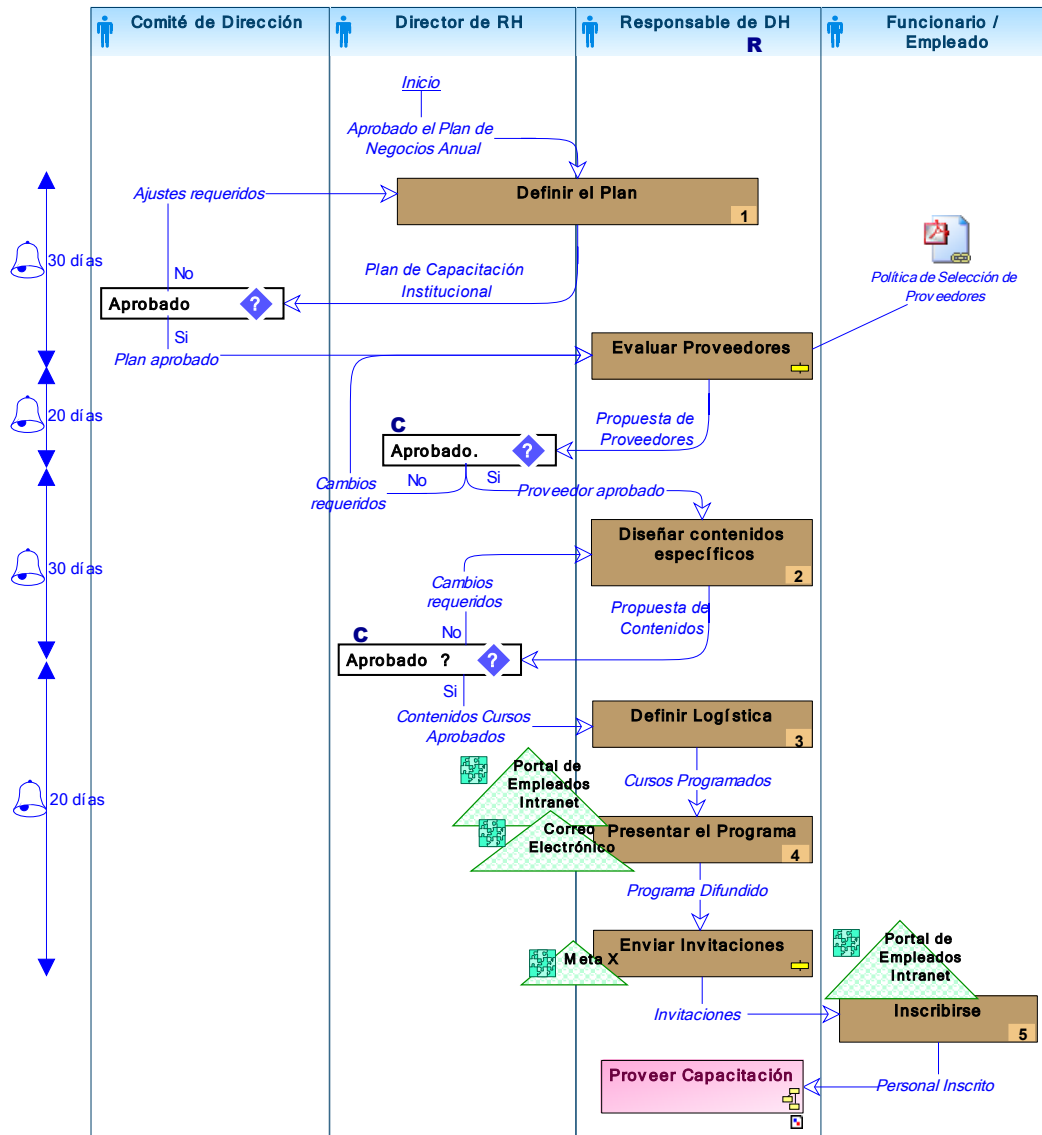 Comité de Dirección
Director de RH
Responsable de DH
R
Funcionario /
Empleado
Inicio
Aprobado el Plan de
Negocios Anual
Ajustes requeridos
Definir el Plan
1
30 días
No
Plan de Capacitación
Institucional
Política de Selección de
Proveedores
Aprobado
?
Si
Plan aprobado
Evaluar Proveedores
20 días
Propuesta de
Proveedores
C
Aprobado.
?
Cambios
requeridos
No
Si
Proveedor aprobado
Diseñar contenidos
específicos
2
30 días
Cambios
requeridos
Propuesta de
Contenidos
C
No
Aprobado ?
?
Si
Contenidos Cursos
Aprobados
Definir Logística
3
Portal de
Empleados
Intranet
Cursos Programados
20 días
Correo
Electrónico
Presentar el Programa
4
Programa Difundido
Enviar Invitaciones
Meta X
Portal de
Empleados
Intranet
Invitaciones
Inscribirse
5
Proveer Capacitación
Personal Inscrito